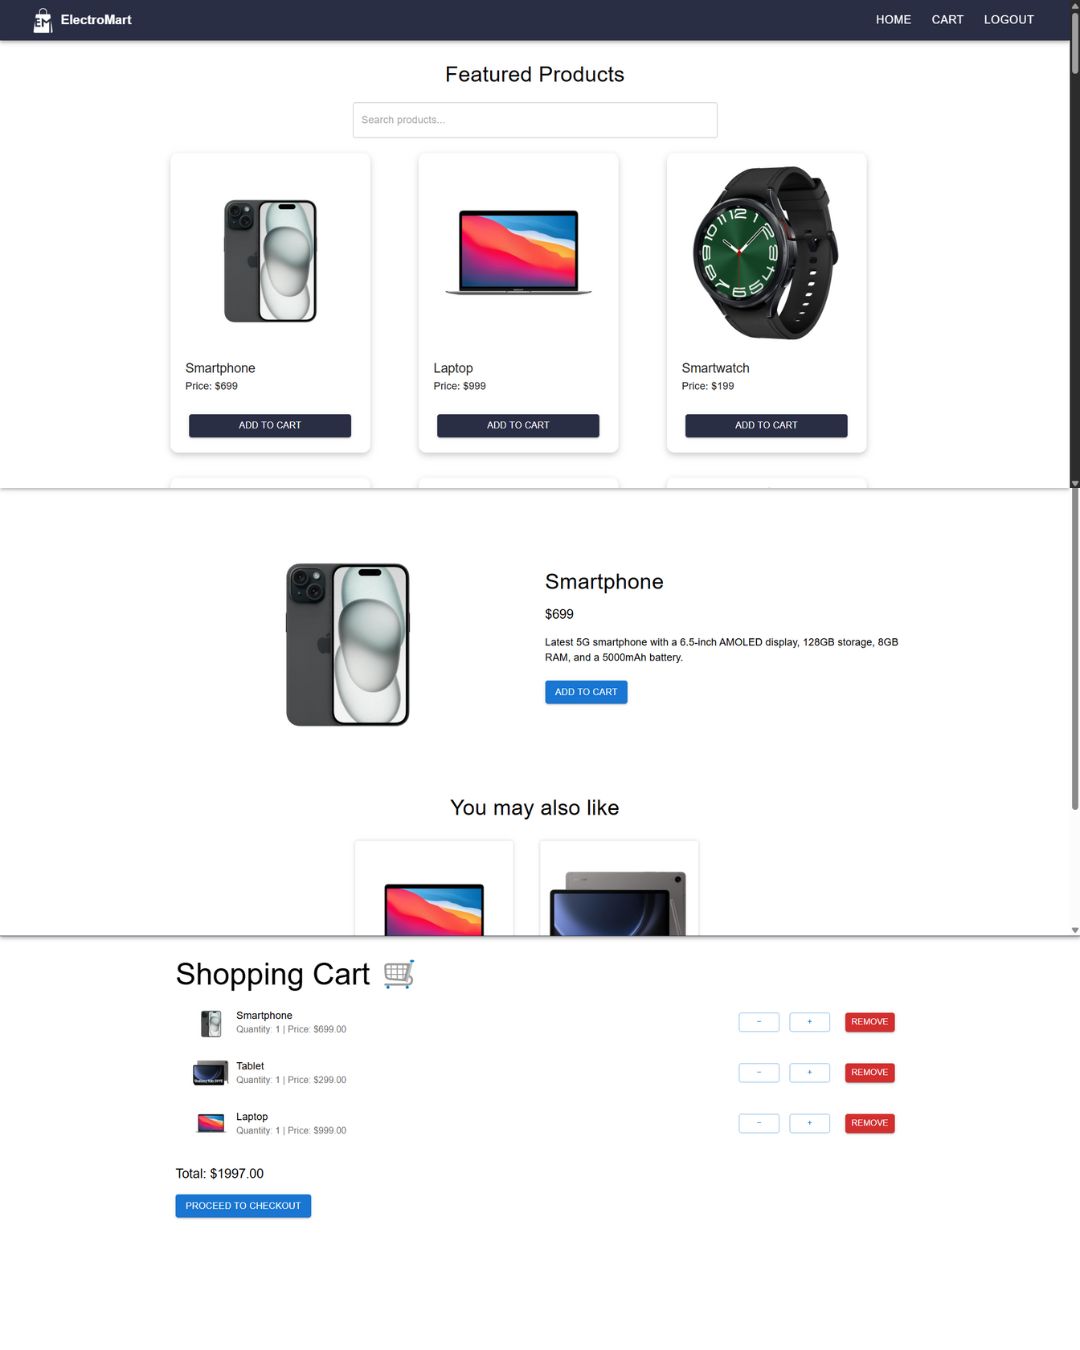 EM ElectroMart
HOME CART LOGOUT
Featured Products
Search products...
Smartphone
Price: $699
ADD TO CART
Laptop
Price: $999
ADD TO CART
Smartwatch
Price: $199
ADD TO CART
Smartphone
$699
Latest 5G smartphone with a 6.5-inch AMOLED display, 128GB storage, 8GB
RAM, and a 5000mAh battery.
ADD TO CART
You may also like
Shopping Cart
Smartphone
Quantity: 1 | Price: $699.00
− + REMOVE
Tablet
Quantity: 1 | Price: $299.00
− + REMOVE
Laptop
Quantity: 1 | Price: $999.00
− + REMOVE
Total: $1997.00
PROCEED TO CHECKOUT